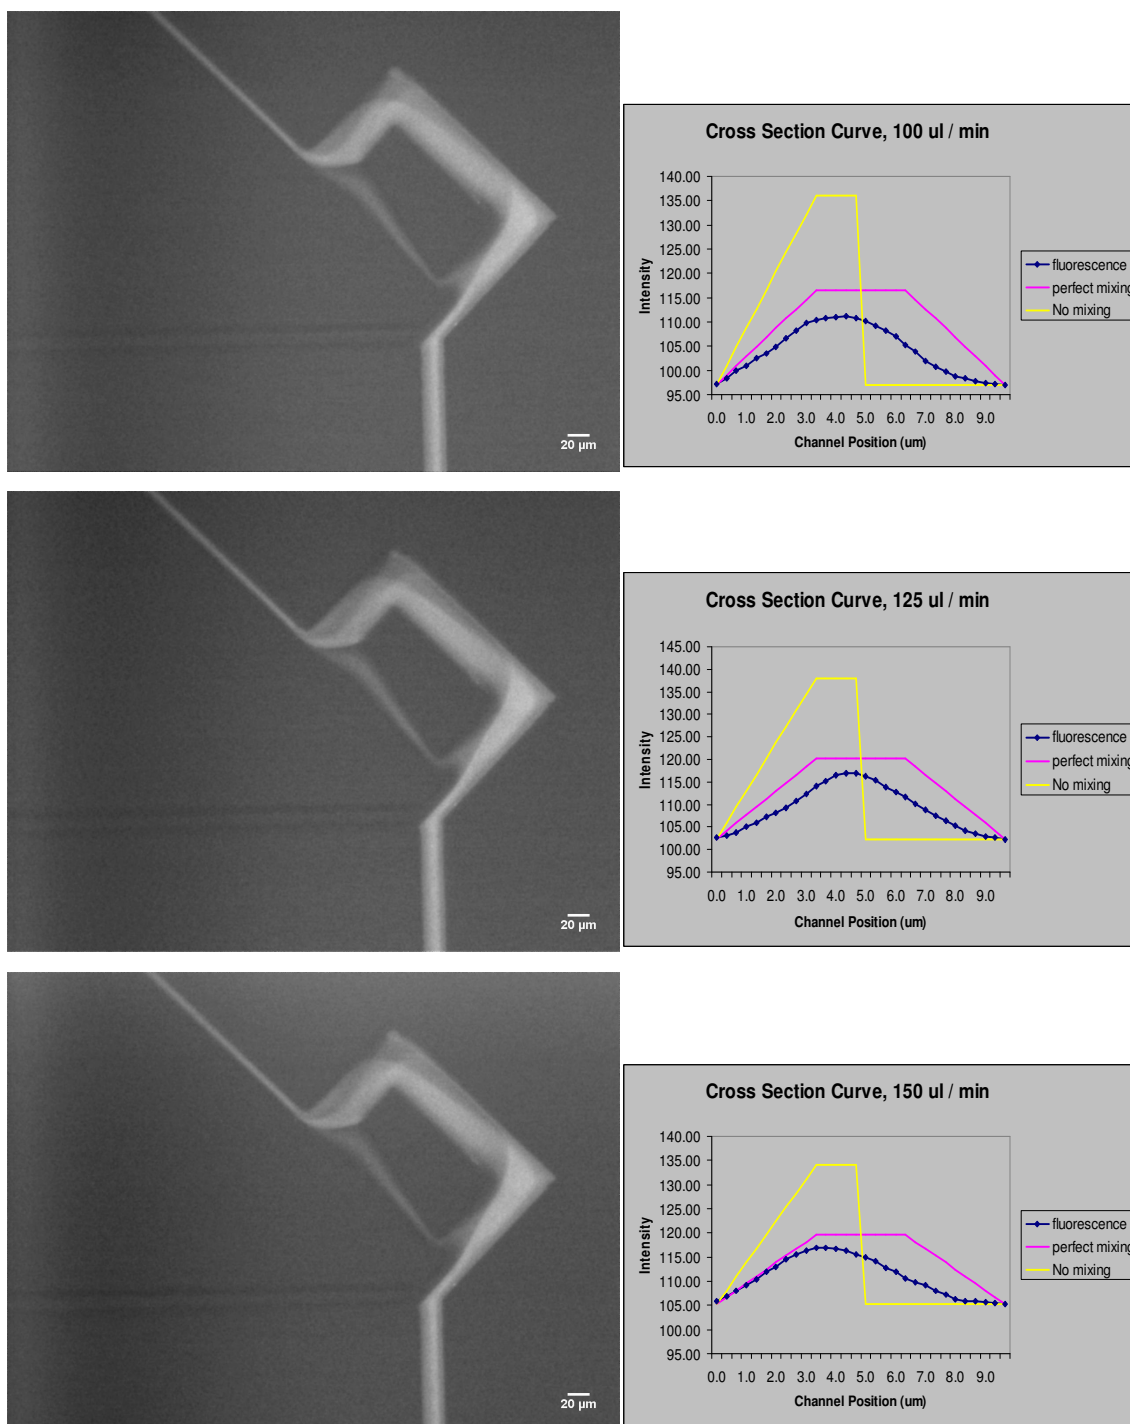 20 µm
Cross Section Curve, 100 ul / min
Intensity
140.00
135.00
130.00
125.00
120.00
115.00
110.00
105.00
100.00
95.00
0.0 1.0 2.0 3.0 4.0 5.0 6.0 7.0 8.0 9.0
Channel Position (um)
fluorescence
perfect mixing
No mixing
20 µm
Cross Section Curve, 125 ul / min
Intensity
145.00
140.00
135.00
130.00
125.00
120.00
115.00
110.00
105.00
100.00
95.00
0.0 1.0 2.0 3.0 4.0 5.0 6.0 7.0 8.0 9.0
Channel Position (um)
fluorescence
perfect mixing
No mixing
20 µm
Cross Section Curve, 150 ul / min
Intensity
140.00
135.00
130.00
125.00
120.00
115.00
110.00
105.00
100.00
95.00
0.0 1.0 2.0 3.0 4.0 5.0 6.0 7.0 8.0 9.0
Channel Position (um)
fluorescence
perfect mixing
No mixing